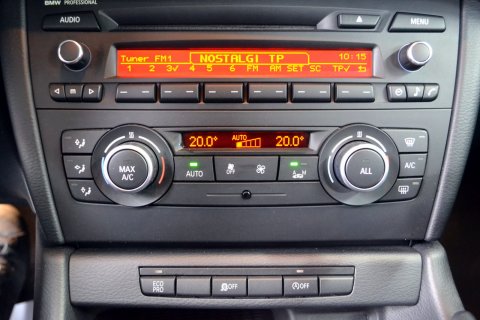 BMW PROFESSIONAL
AUDIO
MENU
Tuner FM1 NOSTALGI TP 10:15
1 2 3✓ 4 5 6 FM AM SET SC TP✓
20.0° AUTO 20.0°
MAX A/C
AUTO
OFF
A M
ALL
A/C
ECO PRO
OFF
OFF